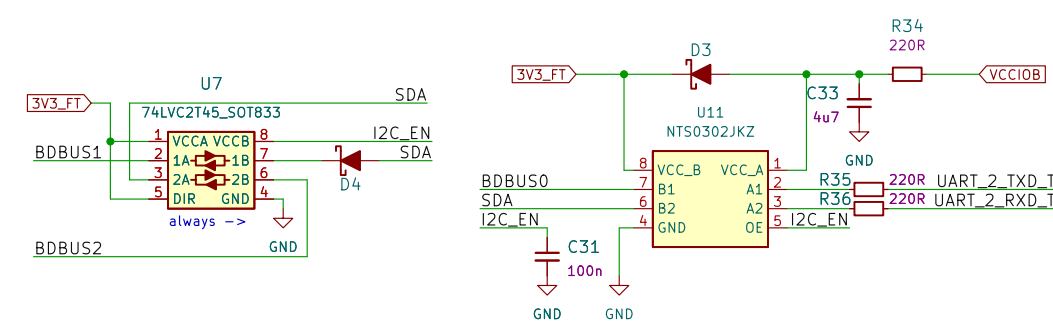 U7
74LVC2T45_SOT833
3V3_FT
SDA
I2C_EN
SDA
BDBUS1
1 VCCA VCCB 8
2 1A 1B 7
3 2A 2B 6
5 DIR GND 4
D4
always ->
GND
BDBUS2
D3
R34
220R
3V3_FT
VCCIOB
C33
4u7
GND
U11
NTS0302JKZ
8 VCC_B VCC_A 1
7 B1 A1 2
6 B2 A2 3
4 GND OE 5
BDBUS0
SDA
I2C_EN
R35 220R UART_2_TXD_T
R36 220R UART_2_RXD_T
I2C_EN
C31
100n
GND
GND